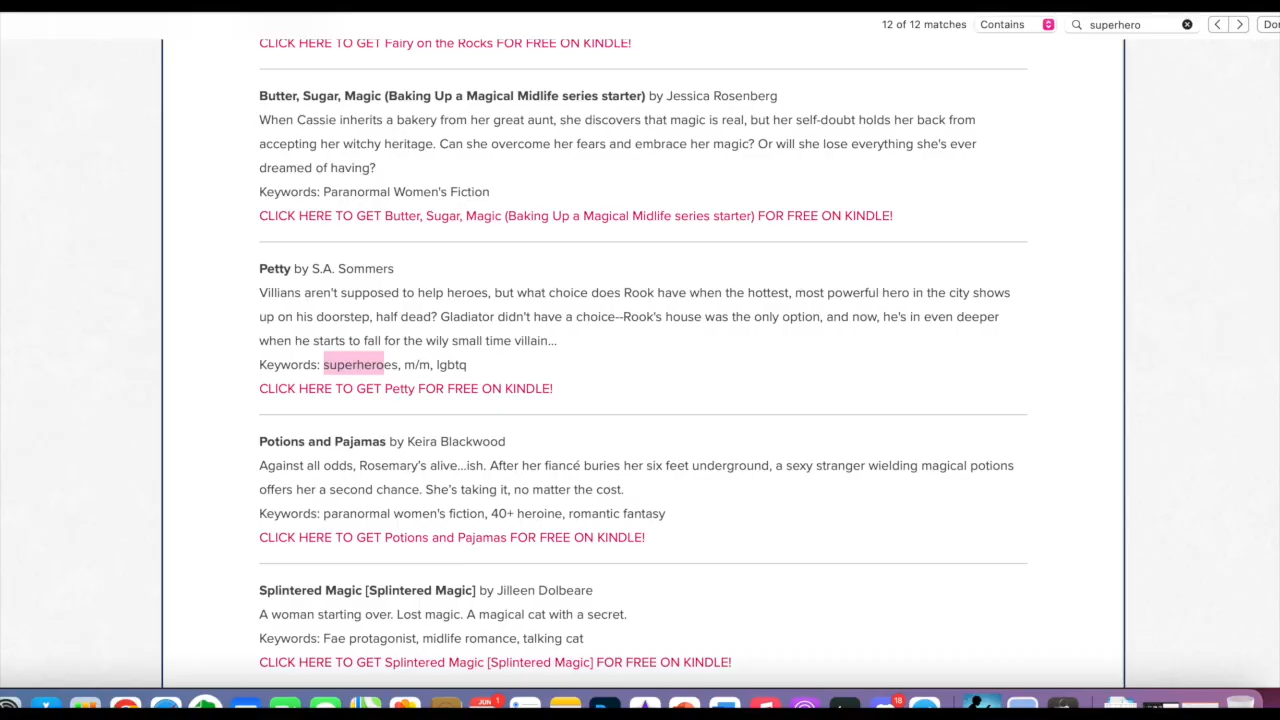 12 of 12 matches Contains superhero
CLICK HERE TO GET Fairy on the Rocks FOR FREE ON KINDLE!
Butter, Sugar, Magic (Baking Up a Magical Midlife series starter) by Jessica Rosenberg
When Cassie inherits a bakery from her great aunt, she discovers that magic is real, but her self-doubt holds her back from
accepting her witchy heritage. Can she overcome her fears and embrace her magic? Or will she lose everything she's ever
dreamed of having?
Keywords: Paranormal Women's Fiction
CLICK HERE TO GET Butter, Sugar, Magic (Baking Up a Magical Midlife series starter) FOR FREE ON KINDLE!
Petty by S.A. Sommers
Villians aren't supposed to help heroes, but what choice does Rook have when the hottest, most powerful hero in the city shows
up on his doorstep, half dead? Gladiator didn't have a choice--Rook's house was the only option, and now, he's in even deeper
when he starts to fall for the wily small time villain...
Keywords: superheroes, m/m, lgbtq
CLICK HERE TO GET Petty FOR FREE ON KINDLE!
Potions and Pajamas by Keira Blackwood
Against all odds, Rosemary’s alive...ish. After her fiancé buries her six feet underground, a sexy stranger wielding magical potions
offers her a second chance. She’s taking it, no matter the cost.
Keywords: paranormal women's fiction, 40+ heroine, romantic fantasy
CLICK HERE TO GET Potions and Pajamas FOR FREE ON KINDLE!
Splintered Magic [Splintered Magic] by Jilleen Dolbeare
A woman starting over. Lost magic. A magical cat with a secret.
Keywords: Fae protagonist, midlife romance, talking cat
CLICK HERE TO GET Splintered Magic [Splintered Magic] FOR FREE ON KINDLE!
JUN 1 18